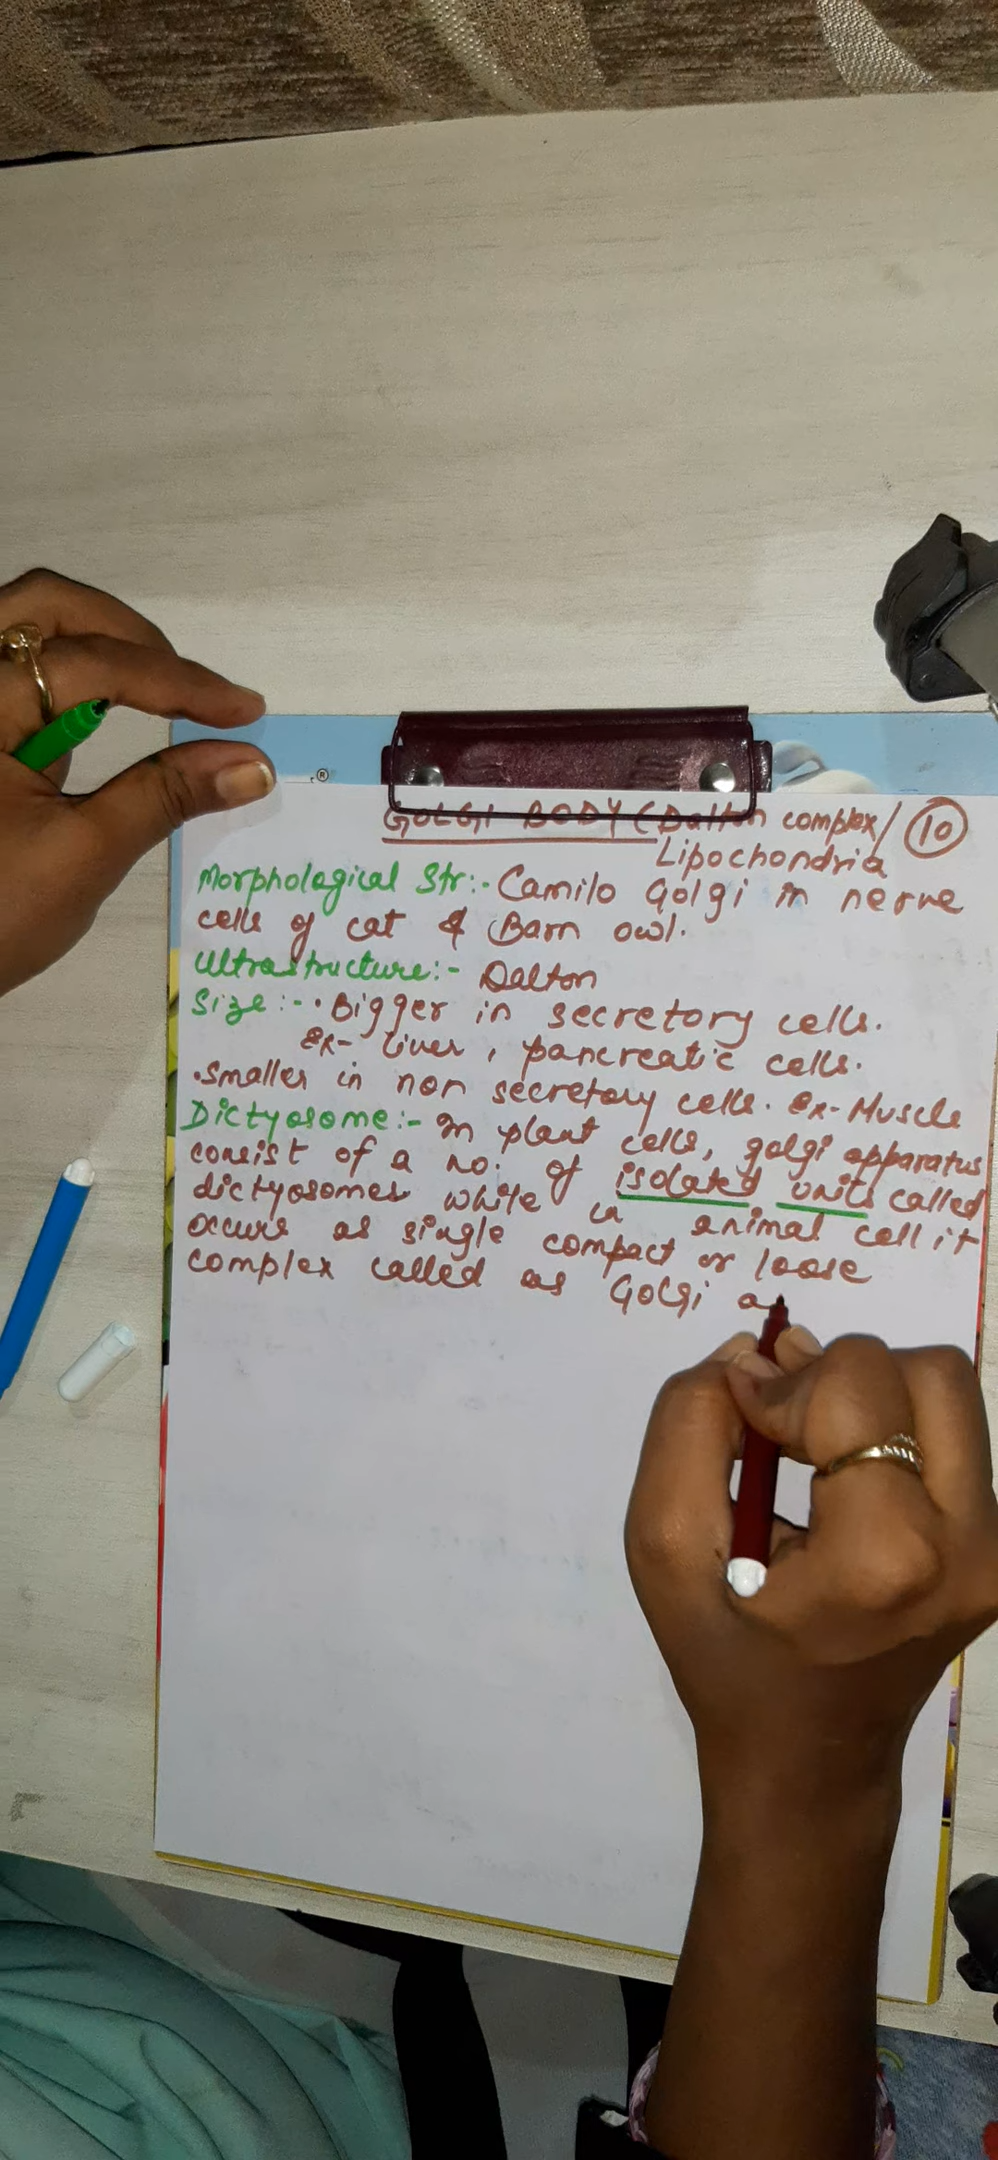 ®
GOLGI BODY (Dalton complex/ 10
Lipochondria
Morphological Str:- Camilo Golgi in nerve
cells of cat & Barn owl.
Ultrastructure:- Dalton
Size :- • Bigger in secretory cells.
Ex- liver, pancreatic cells.
•Smaller in non secretory cells. Ex- Muscle
Dictyosome:- In plant cells, golgi apparatus
consist of a no. of isolated units called
dictyosomes while in animal cell it
occurs as single compact or loose
complex called as Golgi a